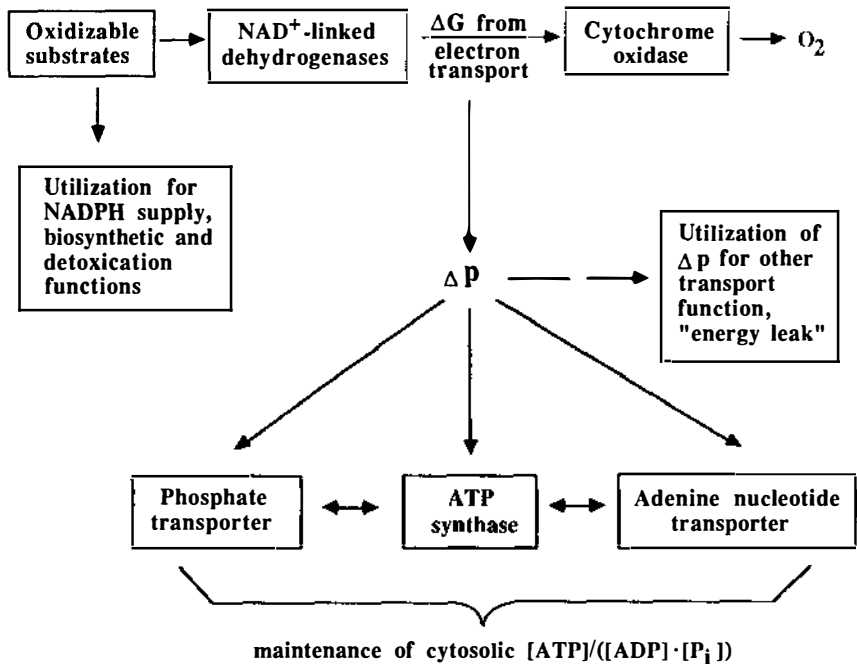 Oxidizable
substrates
NAD⁺-linked
dehydrogenases
ΔG from
electron
transport
Cytochrome
oxidase
O₂
Utilization for
NADPH supply,
biosynthetic and
detoxication
functions
Δp
Utilization of
Δp for other
transport
function,
"energy leak"
Phosphate
transporter
ATP
synthase
Adenine nucleotide
transporter
maintenance of cytosolic [ATP]/([ADP]·[Pᵢ])